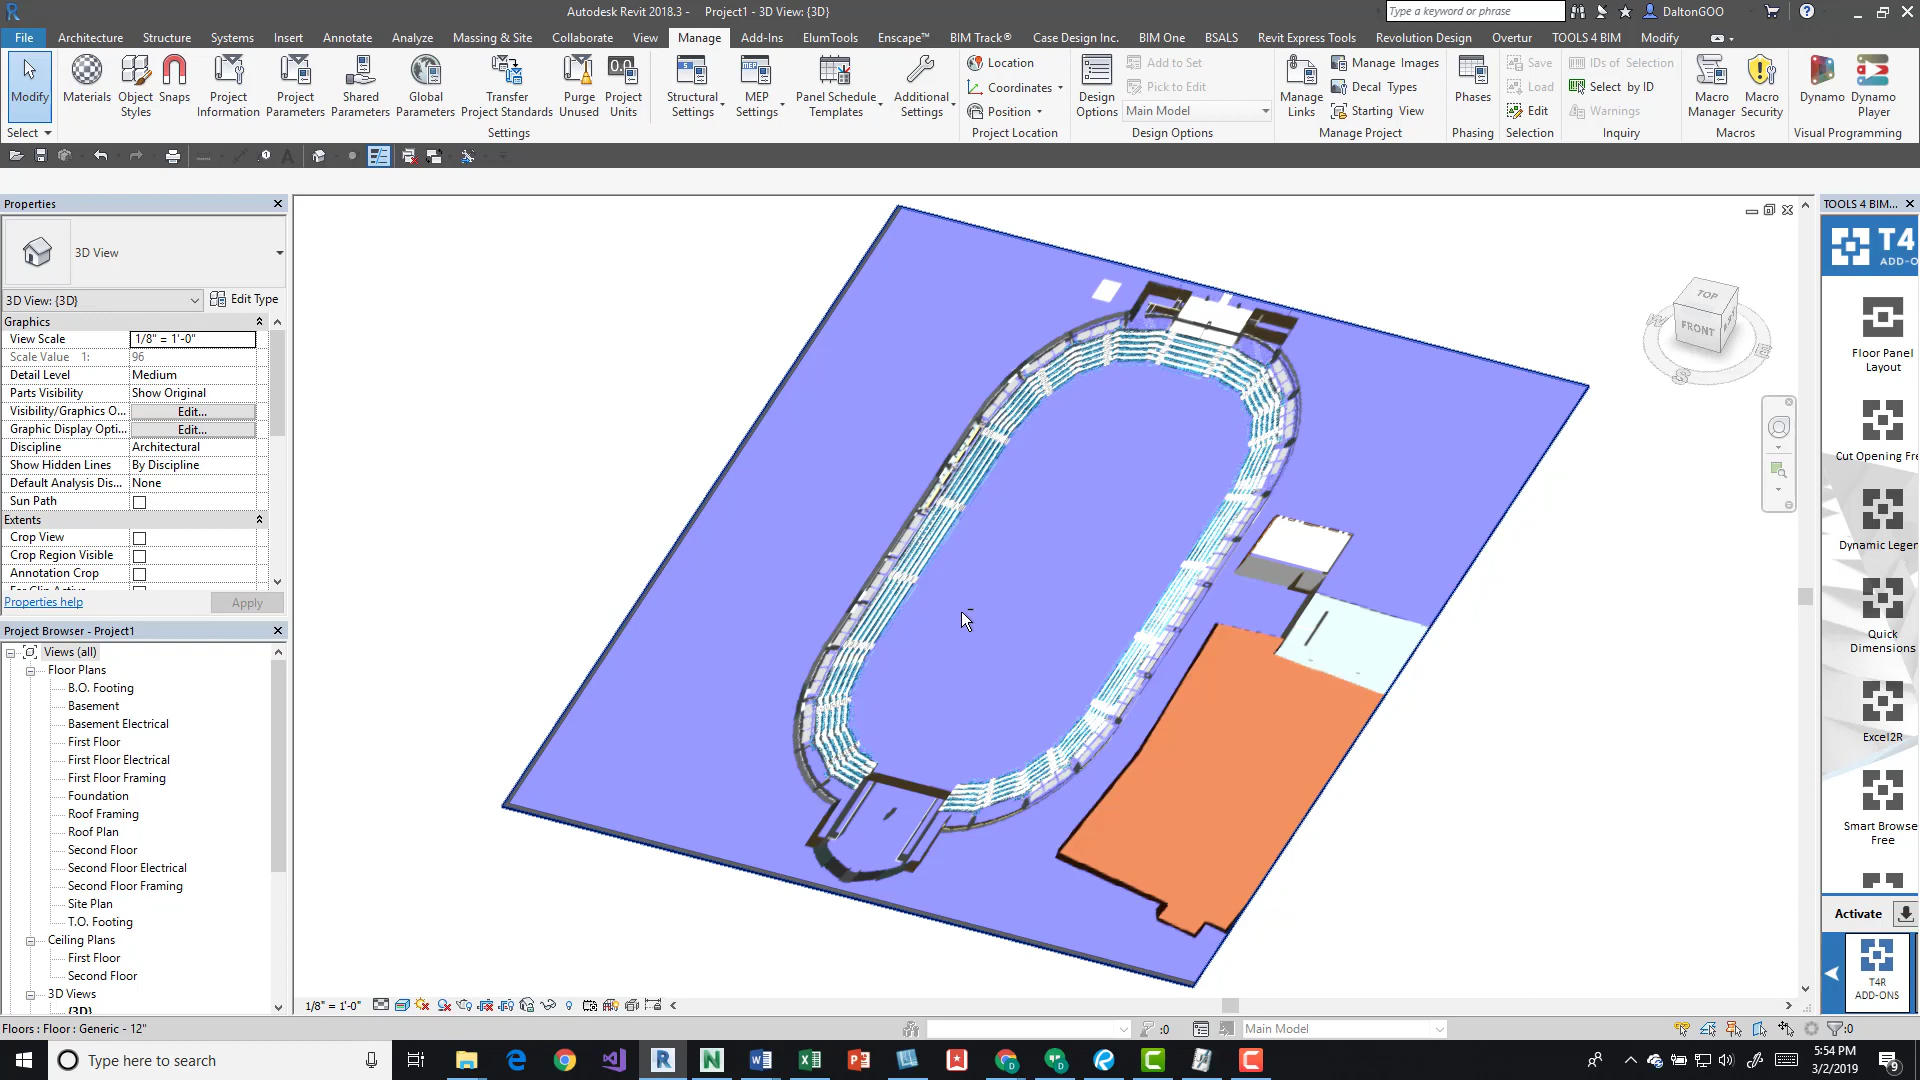 Autodesk Revit 2018.3 - Project1 - 3D View: {3D}
Type a keyword or phrase
DaltonGOO
File Architecture Structure Systems Insert Annotate Analyze Massing & Site Collaborate View Manage Add-Ins ElumTools Enscape™ BIM Track® Case Design Inc. BIM One BSALS Revit Express Tools Revolution Design Overtur TOOLS 4 BIM Modify
Modify
Materials
Object Styles
Snaps
Project Information
Project Parameters
Shared Parameters
Global Parameters
Transfer Project Standards
Purge Unused
Project Units
Structural Settings
MEP Settings
Panel Schedule Templates
Additional Settings
Location
Coordinates
Position
Design Options
Add to Set
Pick to Edit
Main Model
Manage Links
Manage Images
Decal Types
Starting View
Phases
Save
Load
Edit
IDs of Selection
Select by ID
Warnings
Macro Manager
Macro Security
Dynamo
Dynamo Player
Select Settings Project Location Design Options Manage Project Phasing Selection Inquiry Macros Visual Programming
Properties
3D View
3D View: {3D} Edit Type
Graphics
View Scale 1/8" = 1'-0"
Scale Value 1: 96
Detail Level Medium
Parts Visibility Show Original
Visibility/Graphics O... Edit...
Graphic Display Opti... Edit...
Discipline Architectural
Show Hidden Lines By Discipline
Default Analysis Dis... None
Sun Path
Extents
Crop View
Crop Region Visible
Annotation Crop
Properties help Apply
Project Browser - Project1
Views (all)
Floor Plans
B.O. Footing
Basement
Basement Electrical
First Floor
First Floor Electrical
First Floor Framing
Foundation
Roof Framing
Roof Plan
Second Floor
Second Floor Electrical
Second Floor Framing
Site Plan
T.O. Footing
Ceiling Plans
First Floor
Second Floor
3D Views
{3D}
TOP
FRONT
W
S
E
TOOLS 4 BIM...
T4
ADD-O
Floor Panel
Layout
Cut Opening Fre
Dynamic Leger
Quick
Dimensions
Excel2R
Smart Browse
Free
Activate
T4R
ADD-ONS
1/8" = 1'-0"
Floors : Floor : Generic - 12"
:0
Main Model
:0
Type here to search
5:54 PM
3/2/2019
9